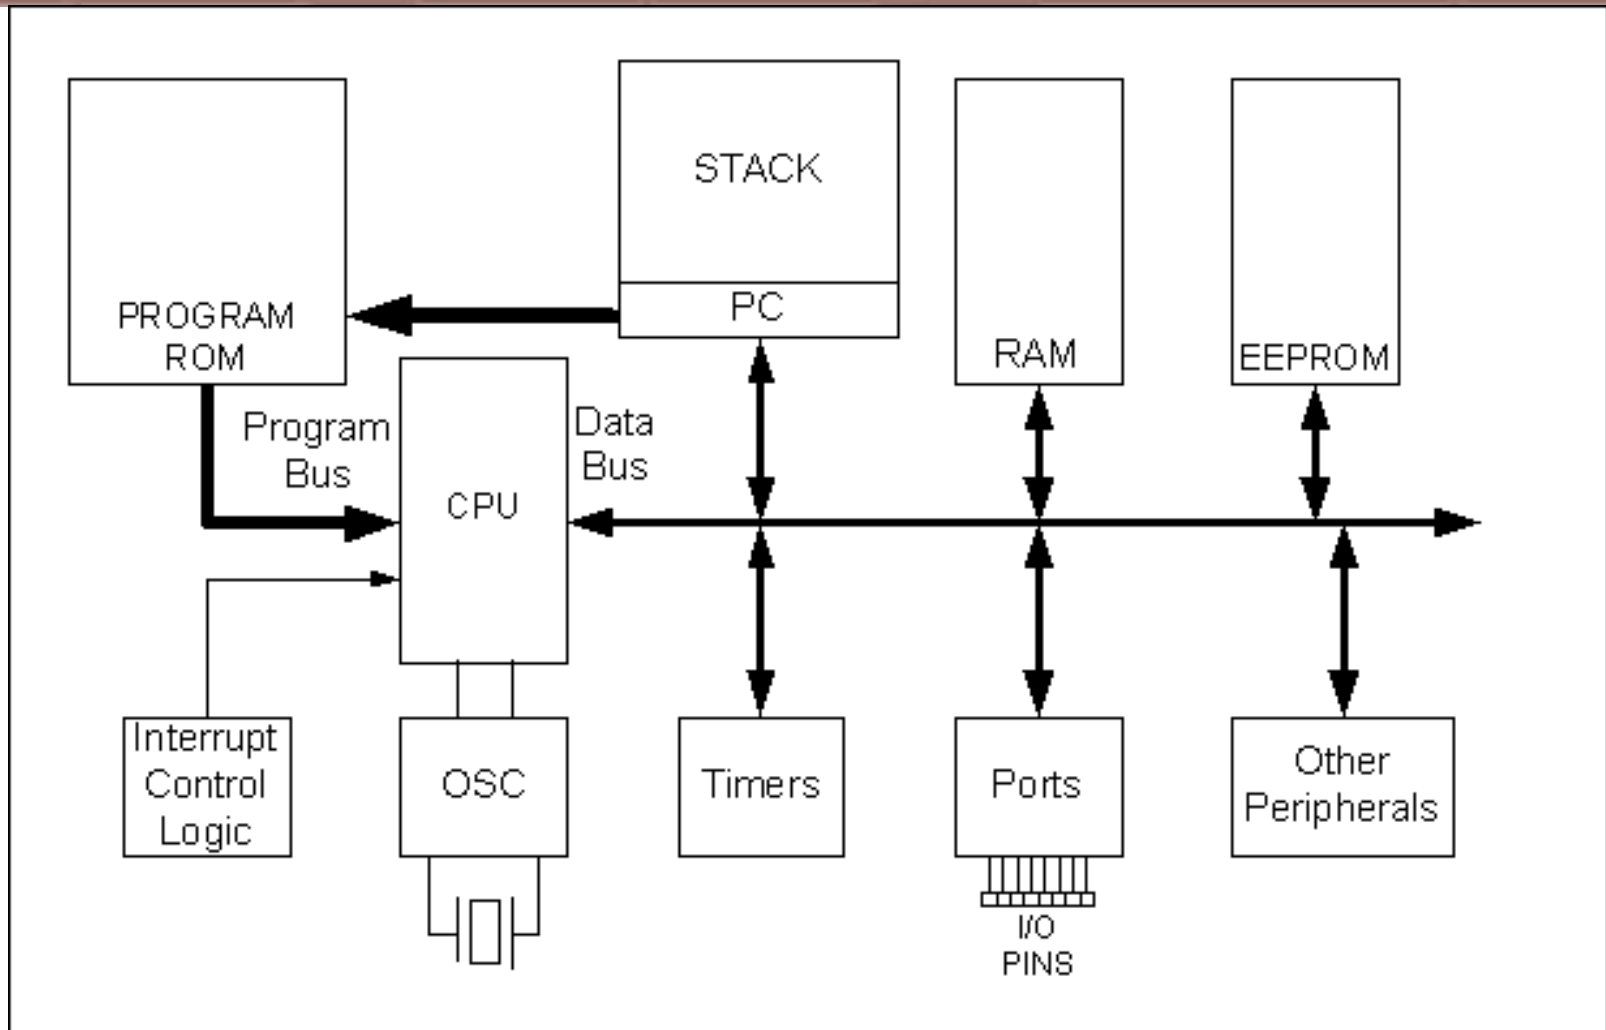 STACK
PC
PROGRAM
ROM
RAM
EEPROM
Program
Bus
Data
Bus
CPU
Interrupt
Control
Logic
OSC
Timers
Ports
Other
Peripherals
I/O
PINS